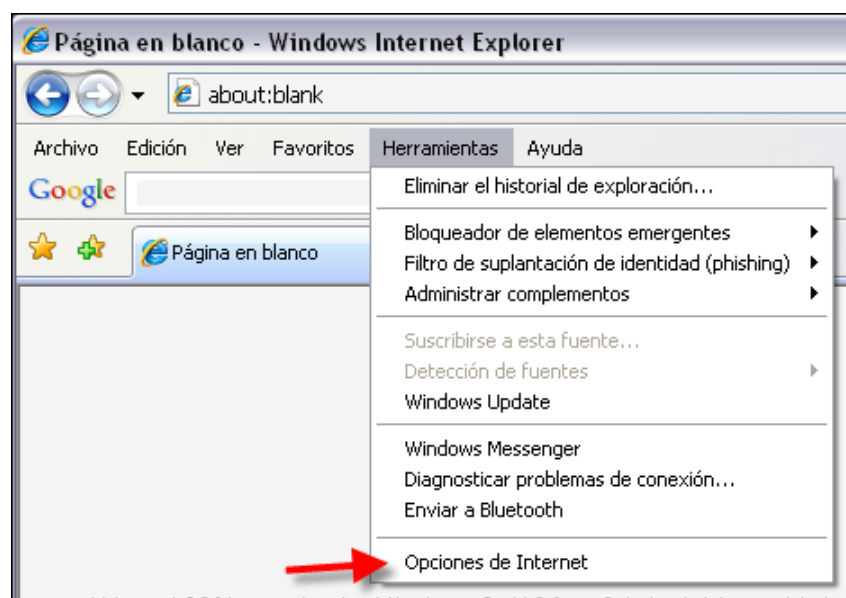 Página en blanco - Windows Internet Explorer
about:blank
Archivo Edición Ver Favoritos Herramientas Ayuda
Google
Página en blanco
Eliminar el historial de exploración...
Bloqueador de elementos emergentes
Filtro de suplantación de identidad (phishing)
Administrar complementos
Suscribirse a esta fuente...
Detección de fuentes
Windows Update
Windows Messenger
Diagnosticar problemas de conexión...
Enviar a Bluetooth
Opciones de Internet